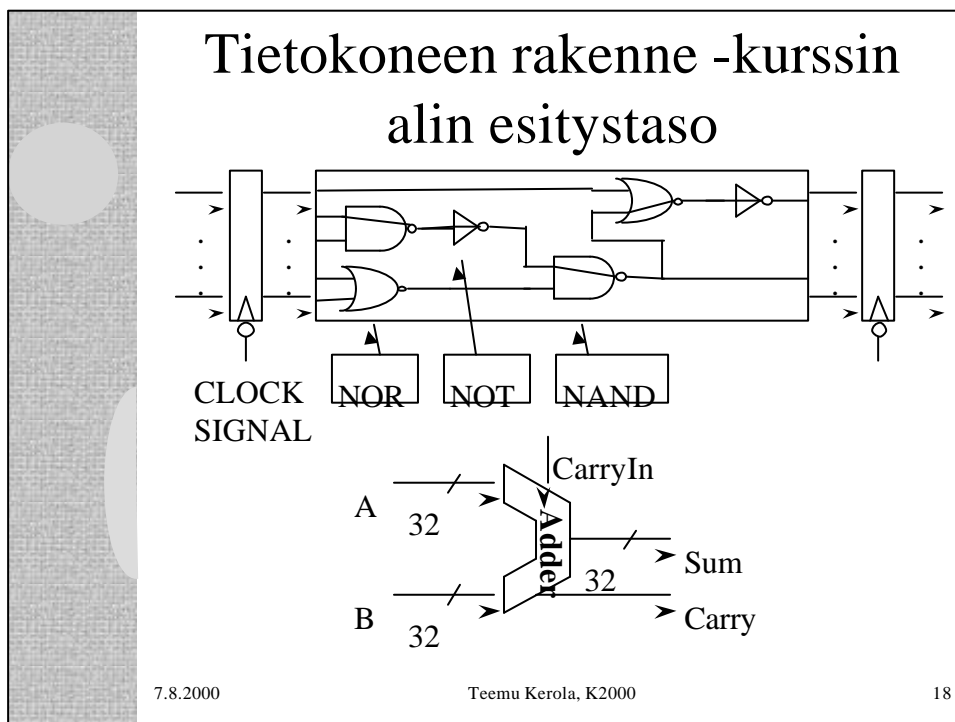 Tietokoneen rakenne -kurssin
alin esitystaso
CLOCK
SIGNAL
NOR
NOT
NAND
CarryIn
A
32
Adder
Sum
32
B
32
Carry
7.8.2000
Teemu Kerola, K2000
18